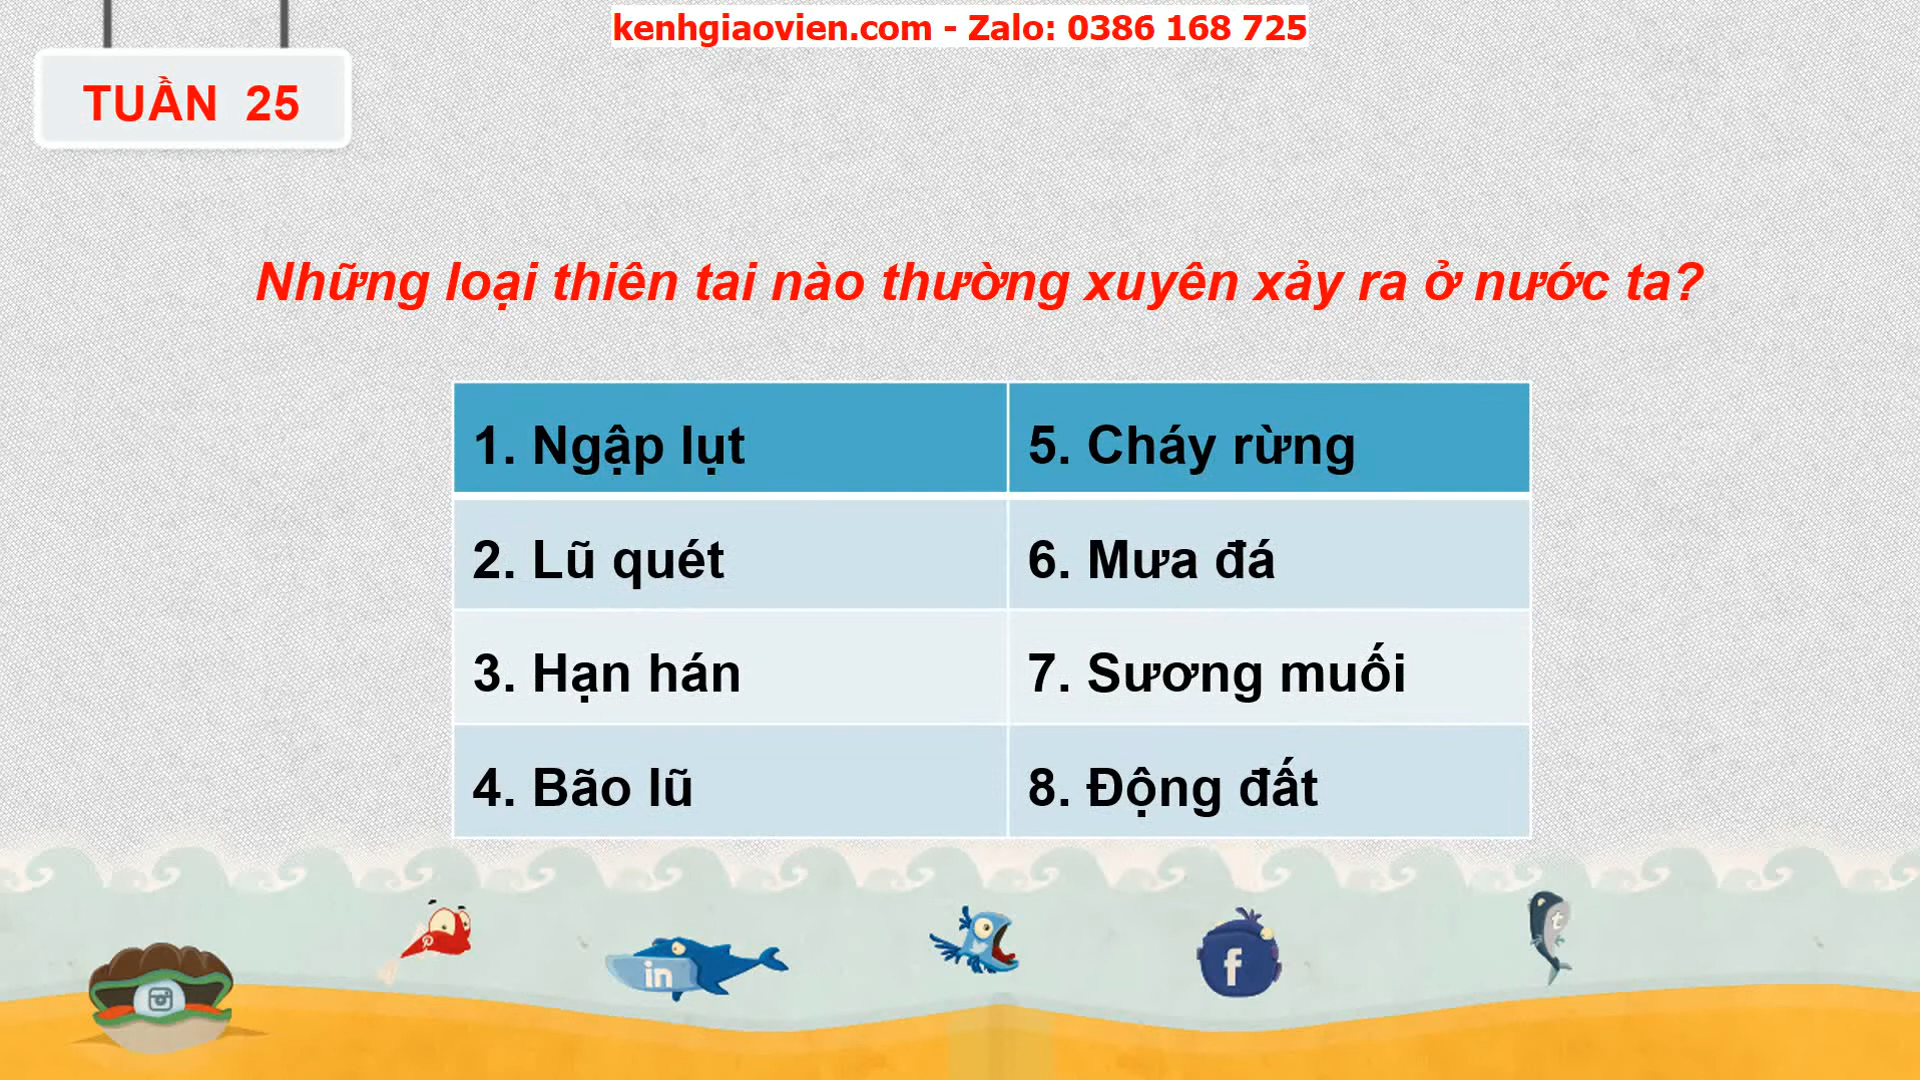 kenhgiaovien.com - Zalo: 0386 168 725
TUẦN 25
Những loại thiên tai nào thường xuyên xảy ra ở nước ta?
1. Ngập lụt
5. Cháy rừng
2. Lũ quét
6. Mưa đá
3. Hạn hán
7. Sương muối
4. Bão lũ
8. Động đất
in
f
t